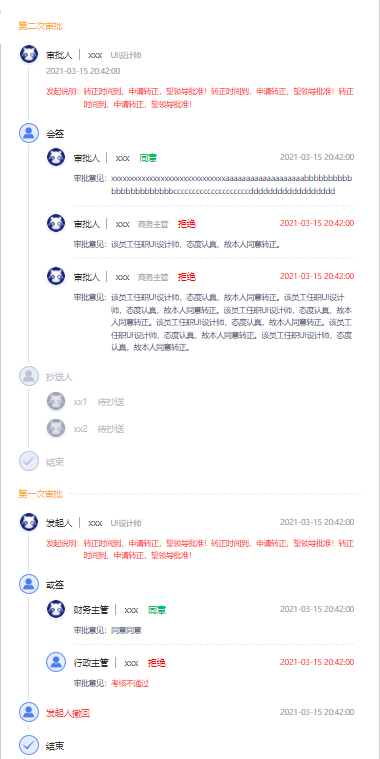 第二次审批
审批人 | xxx UI设计师
2021-03-15 20:42:00
发起说明：转正时间到，申请转正，望领导批准！转正时间到，申请转正，望领导批准！转正
时间到，申请转正，望领导批准！
会签
审批人 | xxx 同意 2021-03-15 20:42:00
审批意见：xxxxxxxxxxxxxxxxxxxxxxxxxxxxxaaaaaaaaaaaaaaaaaaaabbbbbbbbbb
bbbbbbbbbbbbbcccccccccccccccccccccdddddddddddddddddd
审批人 | xxx 商务主管 拒绝 2021-03-15 20:42:00
审批意见：该员工任职UI设计师，态度认真，故本人同意转正。
审批人 | xxx 商务主管 拒绝 2021-03-15 20:42:00
审批意见：该员工任职UI设计师，态度认真，故本人同意转正。该员工任职UI设计
师，态度认真，故本人同意转正。该员工任职UI设计师，态度认真，故本
人同意转正。该员工任职UI设计师，态度认真，故本人同意转正。该员工
任职UI设计师，态度认真，故本人同意转正。该员工任职UI设计师，态度
认真，故本人同意转正。
抄送人
xx1 待抄送
xx2 待抄送
结束
第一次审批
发起人 | xxx UI设计师 2021-03-15 20:42:00
发起说明：转正时间到，申请转正，望领导批准！转正时间到，申请转正，望领导批准！转正
时间到，申请转正，望领导批准！
或签
财务主管 | xxx 同意 2021-03-15 20:42:00
审批意见：同意同意
行政主管 | xxx 拒绝 2021-03-15 20:42:00
审批意见：考核不通过
发起人撤回 2021-03-15 20:42:00
结束